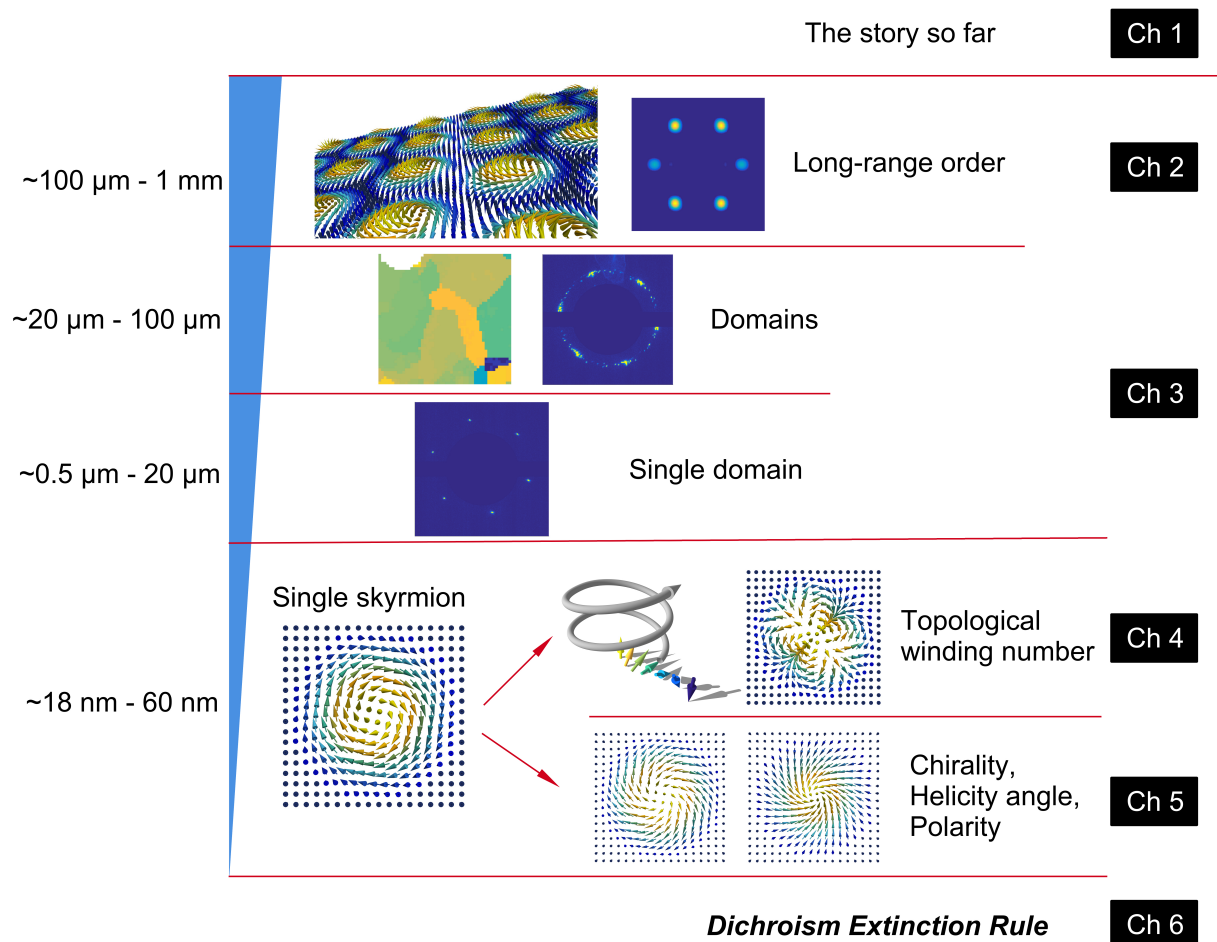 The story so far
Ch 1
~100 µm - 1 mm
Long-range order
Ch 2
~20 µm - 100 µm
Domains
Ch 3
~0.5 µm - 20 µm
Single domain
Single skyrmion
~18 nm - 60 nm
Topological
winding number
Ch 4
Chirality,
Helicity angle,
Polarity
Ch 5
Dichroism Extinction Rule
Ch 6